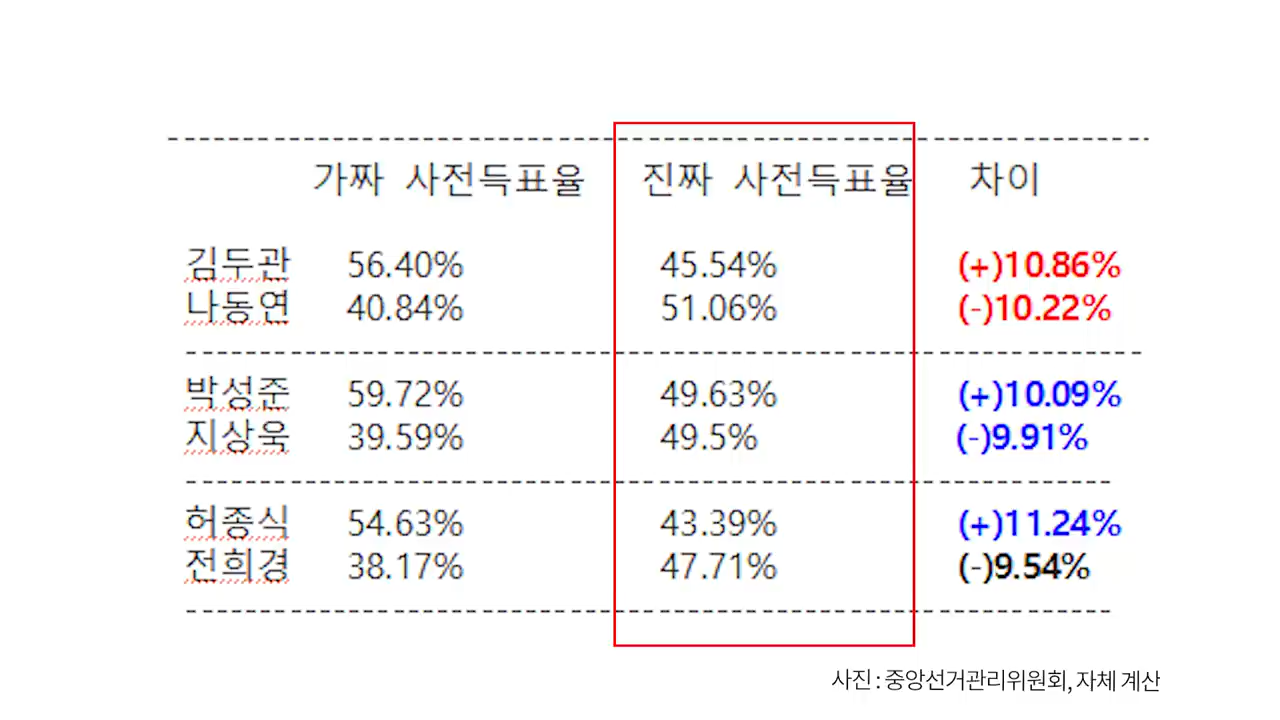 가짜 사전득표율 진짜 사전득표율 차이
김두관 56.40% 45.54% (+)10.86%
나동연 40.84% 51.06% (-)10.22%
박성준 59.72% 49.63% (+)10.09%
지상욱 39.59% 49.5% (-)9.91%
허종식 54.63% 43.39% (+)11.24%
전희경 38.17% 47.71% (-)9.54%
사진 : 중앙선거관리위원회, 자체 계산